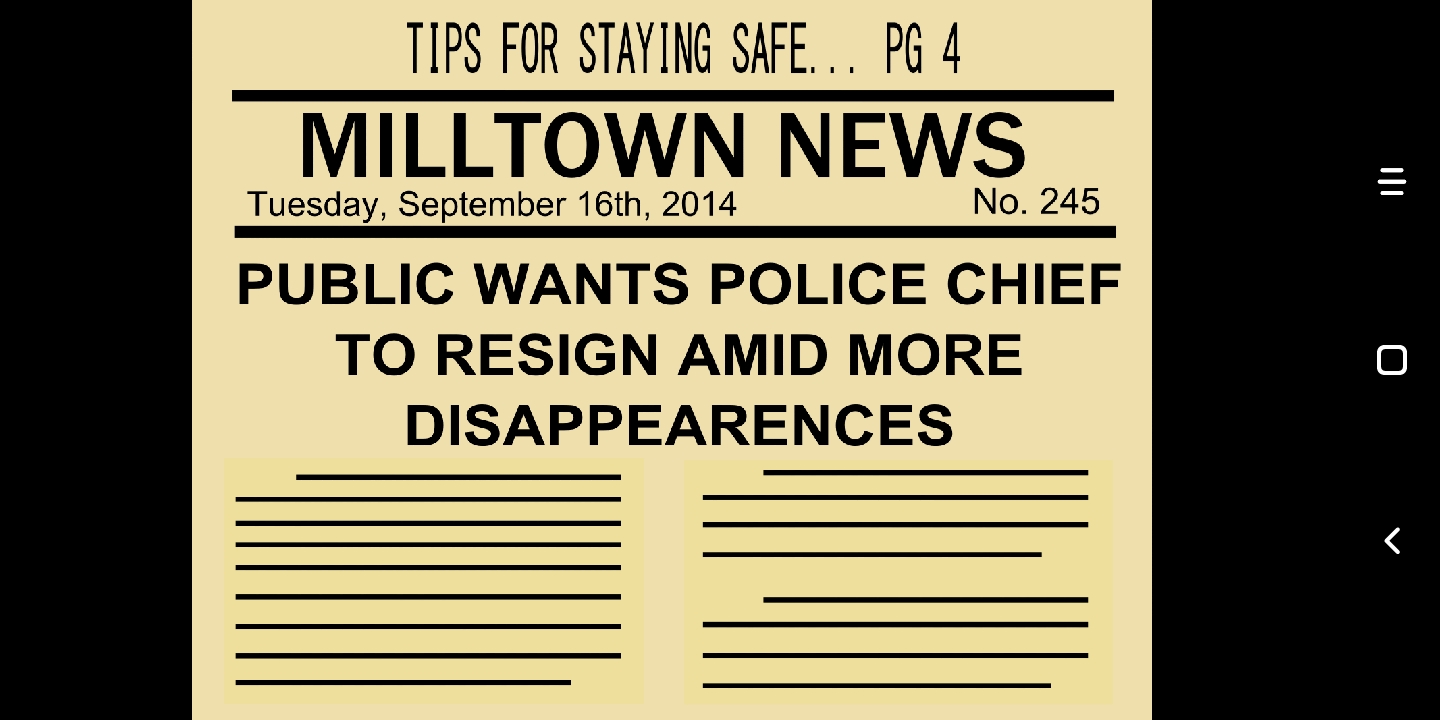 TIPS FOR STAYING SAFE... PG 4
MILLTOWN NEWS
Tuesday, September 16th, 2014 No. 245
PUBLIC WANTS POLICE CHIEF
TO RESIGN AMID MORE
DISAPPEARENCES